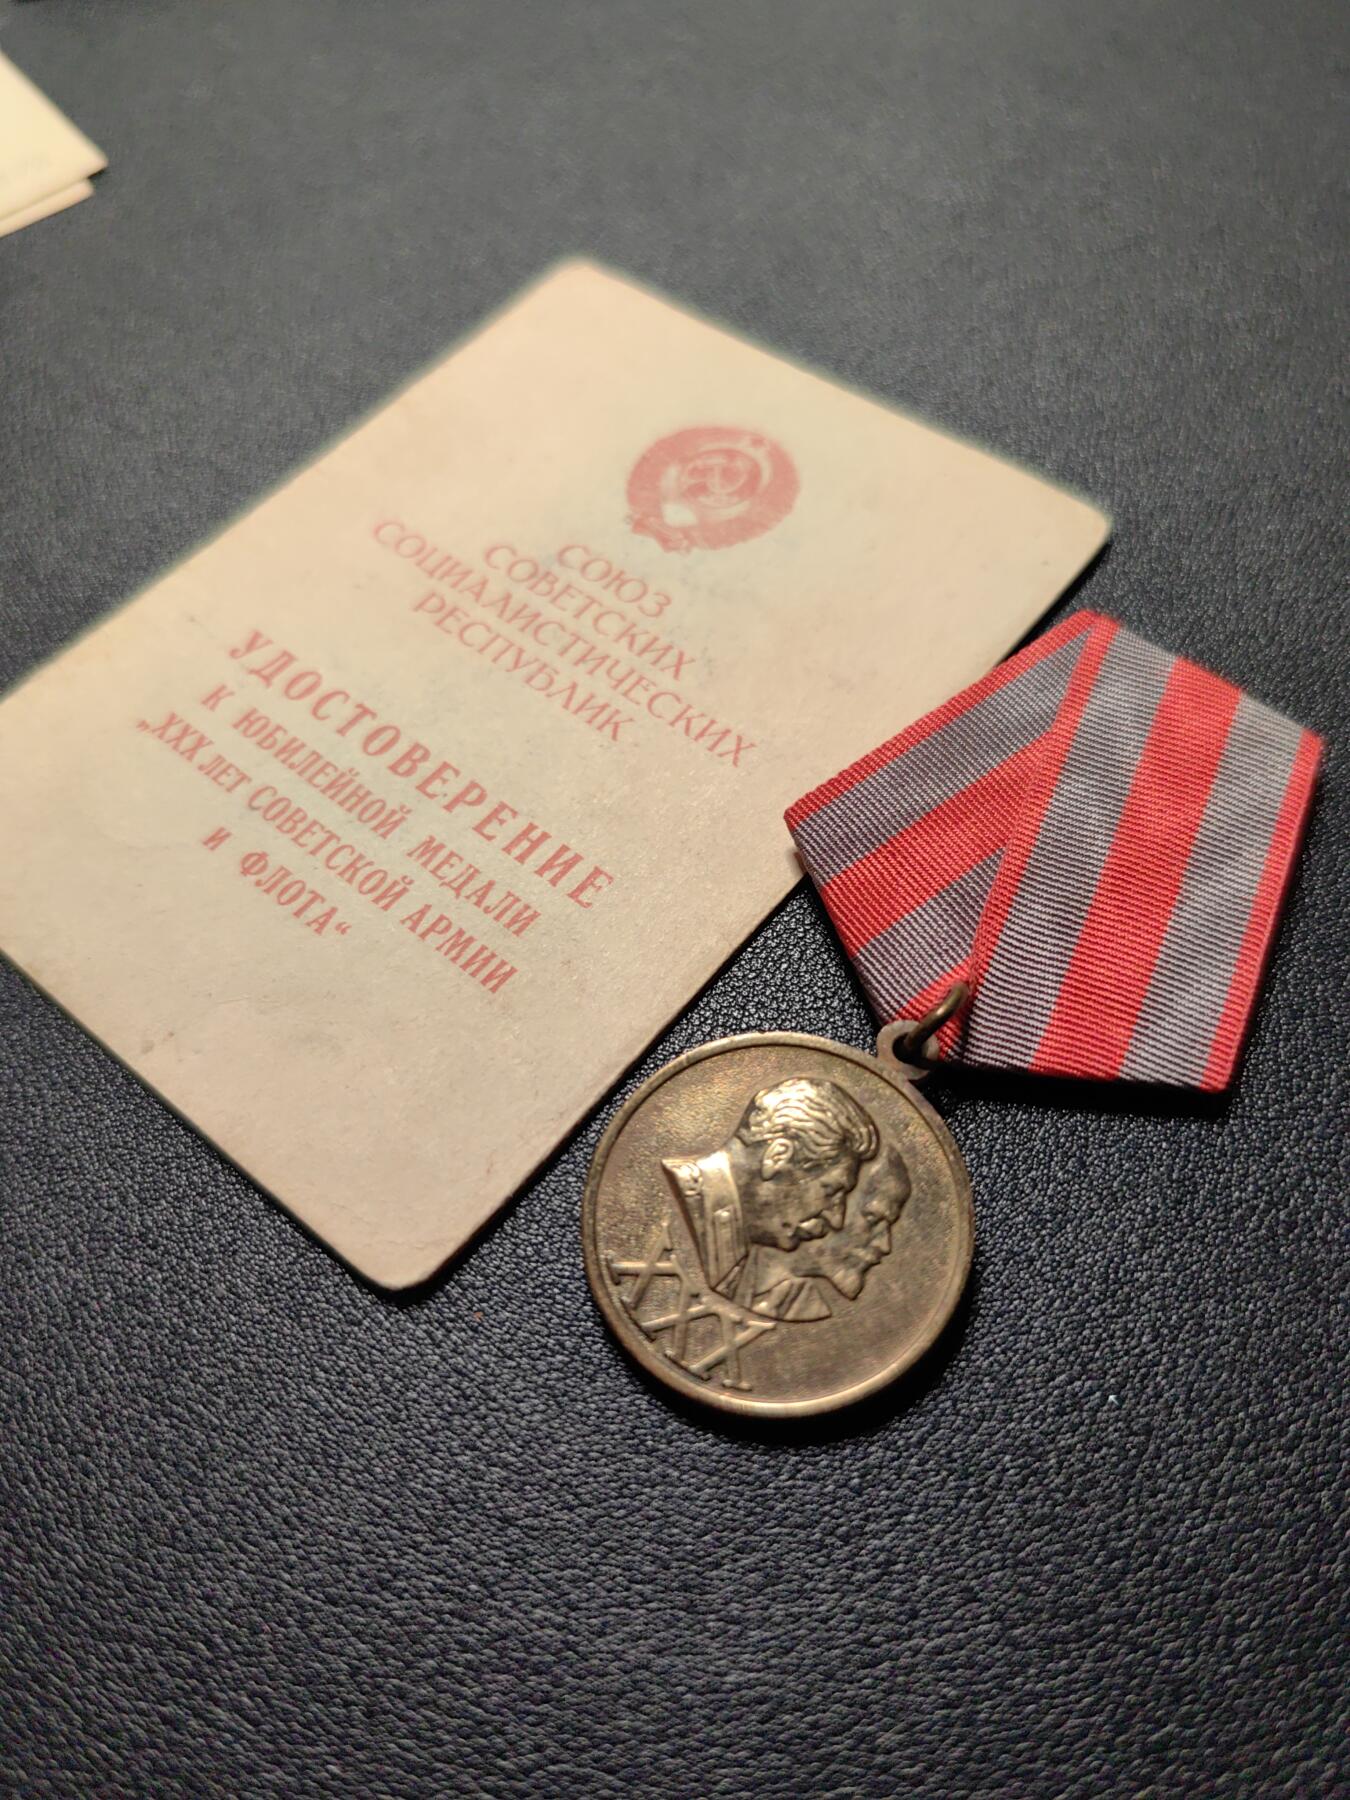 СОЮЗ
СОВЕТСКИХ
СОЦИАЛИСТИЧЕСКИХ
РЕСПУБЛИК
УДОСТОВЕРЕНИЕ
К ЮБИЛЕЙНОЙ МЕДАЛИ
„XXX ЛЕТ СОВЕТСКОЙ АРМИИ
И ФЛОТА“
XXX